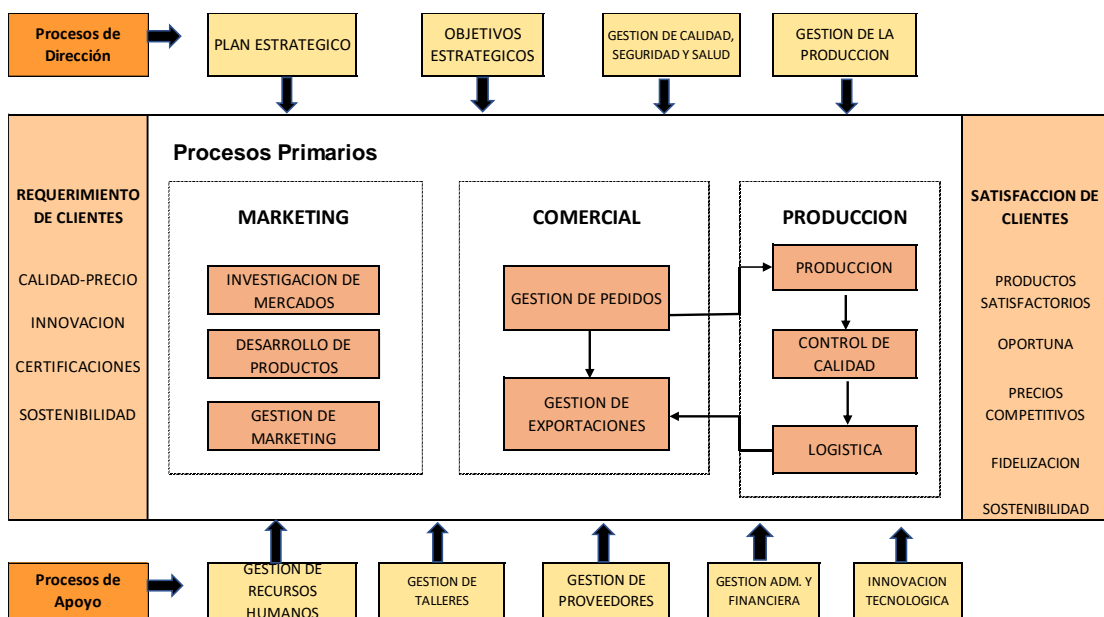 Procesos de
Dirección
PLAN ESTRATEGICO
OBJETIVOS
ESTRATEGICOS
GESTION DE CALIDAD,
SEGURIDAD Y SALUD
GESTION DE LA
PRODUCCION
REQUERIMIENTO
DE CLIENTES
CALIDAD-PRECIO
INNOVACION
CERTIFICACIONES
SOSTENIBILIDAD
Procesos Primarios
MARKETING
INVESTIGACION DE
MERCADOS
DESARROLLO DE
PRODUCTOS
GESTION DE
MARKETING
COMERCIAL
GESTION DE PEDIDOS
GESTION DE
EXPORTACIONES
PRODUCCION
PRODUCCION
CONTROL DE
CALIDAD
LOGISTICA
SATISFACCION DE
CLIENTES
PRODUCTOS
SATISFACTORIOS
OPORTUNA
PRECIOS
COMPETITIVOS
FIDELIZACION
SOSTENIBILIDAD
Procesos de
Apoyo
GESTION DE
RECURSOS
HUMANOS
GESTION DE
TALLERES
GESTION DE
PROVEEDORES
GESTION ADM. Y
FINANCIERA
INNOVACION
TECNOLOGICA